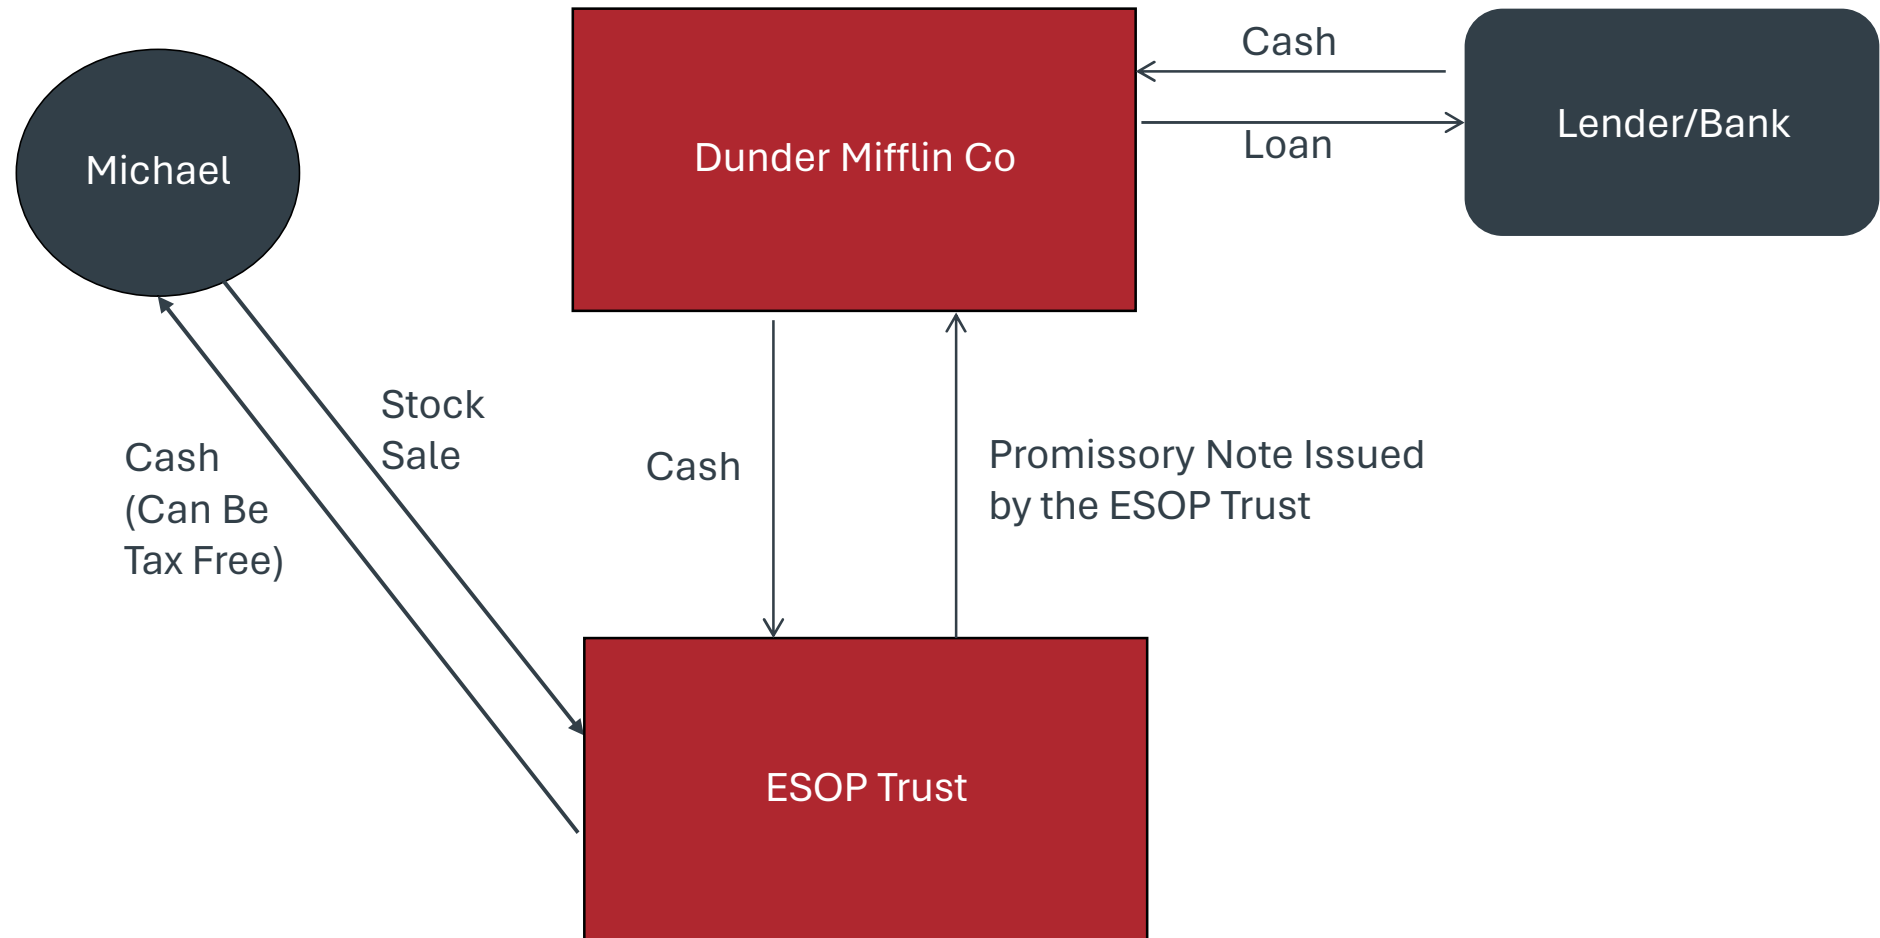 Michael
Dunder Mifflin Co
Cash
Loan
Lender/Bank
Stock
Sale
Cash
(Can Be
Tax Free)
Cash
Promissory Note Issued
by the ESOP Trust
ESOP Trust